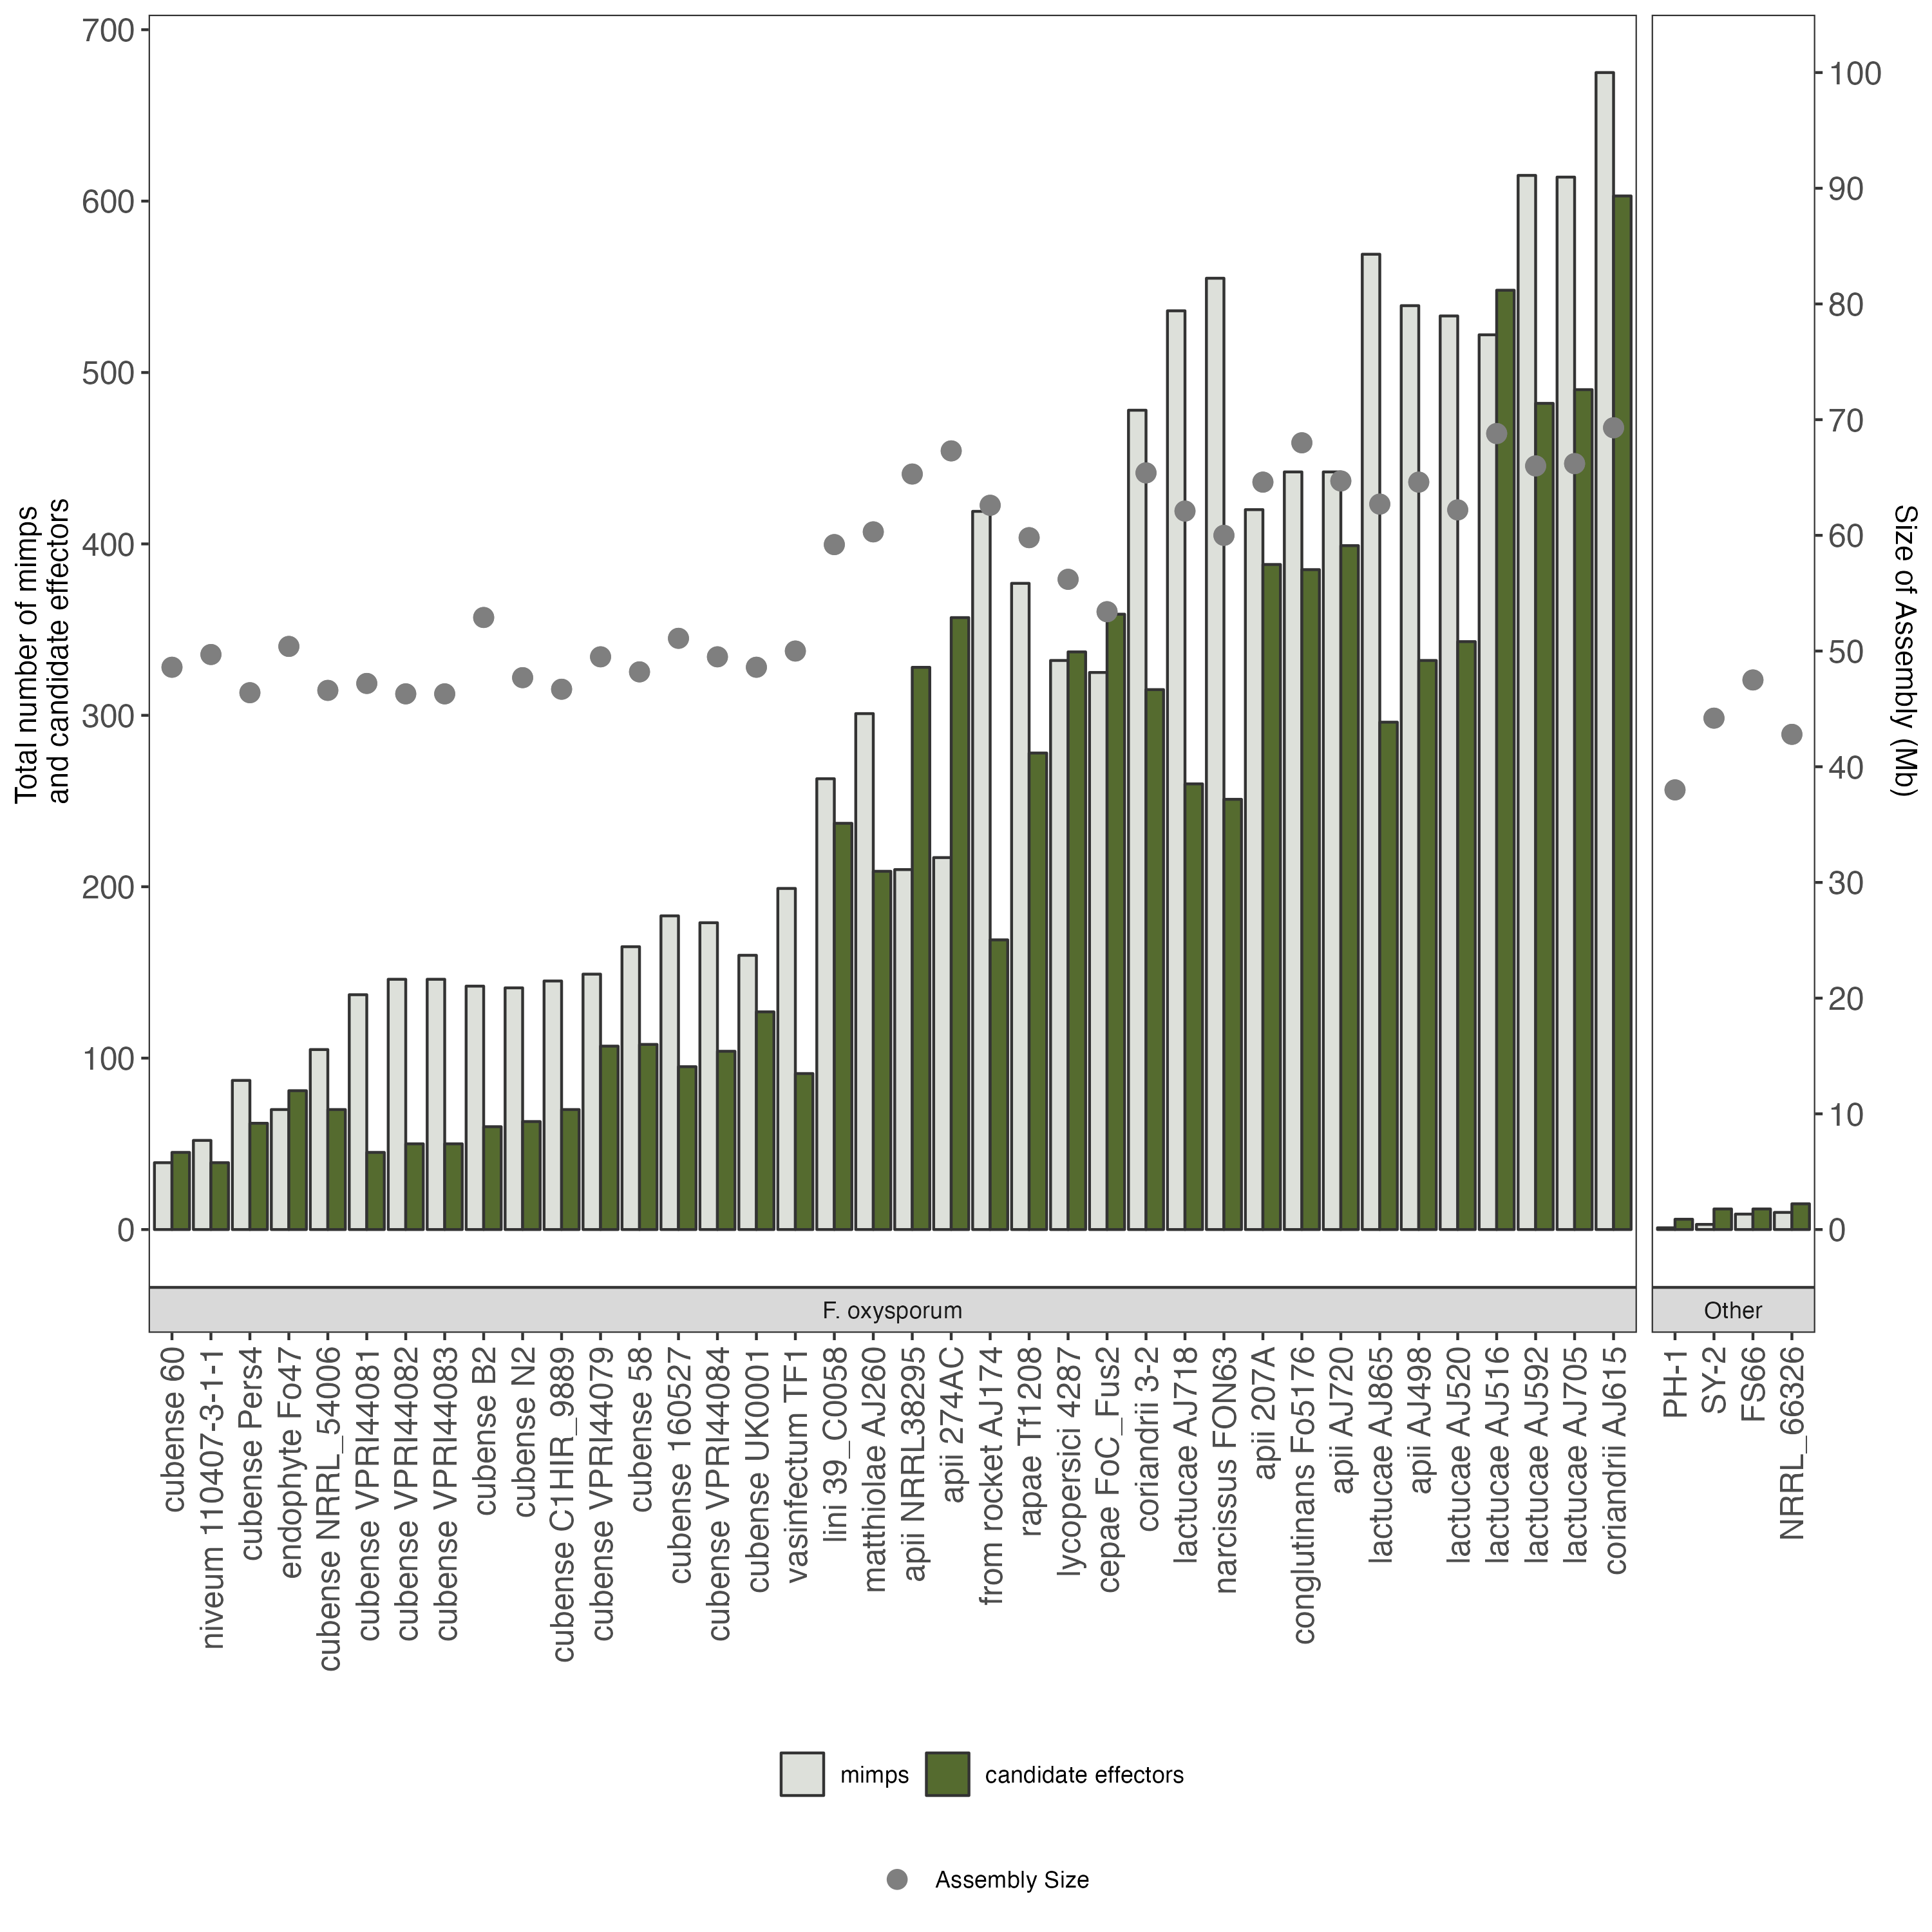 Total number of mimps
and candidate effectors
700
600
500
400
300
200
100
0
100
90
80
70
60
50
40
30
20
10
0
Size of Assembly (Mb)
F. oxysporum
Other
cubense 60
niveum 110407-3-1-1
cubense Pers4
endophyte Fo47
cubense NRRL_54006
cubense VPRI44081
cubense VPRI44082
cubense VPRI44083
cubense B2
cubense N2
cubense C1HIR_9889
cubense VPRI44079
cubense 58
cubense 160527
cubense VPRI44084
cubense UK0001
vasinfectum TF1
lini 39_C0058
matthiolae AJ260
apii NRRL38295
apii 274AC
from rocket AJ174
rapae Tf1208
lycopersici 4287
cepae FoC_Fus2
coriandrii 3-2
lactucae AJ718
narcissus FON63
apii 207A
conglutinans Fo5176
apii AJ720
lactucae AJ865
apii AJ498
lactucae AJ520
lactucae AJ516
lactucae AJ592
lactucae AJ705
coriandrii AJ615
PH-1
SY-2
FS66
NRRL_66326
mimps
candidate effectors
Assembly Size